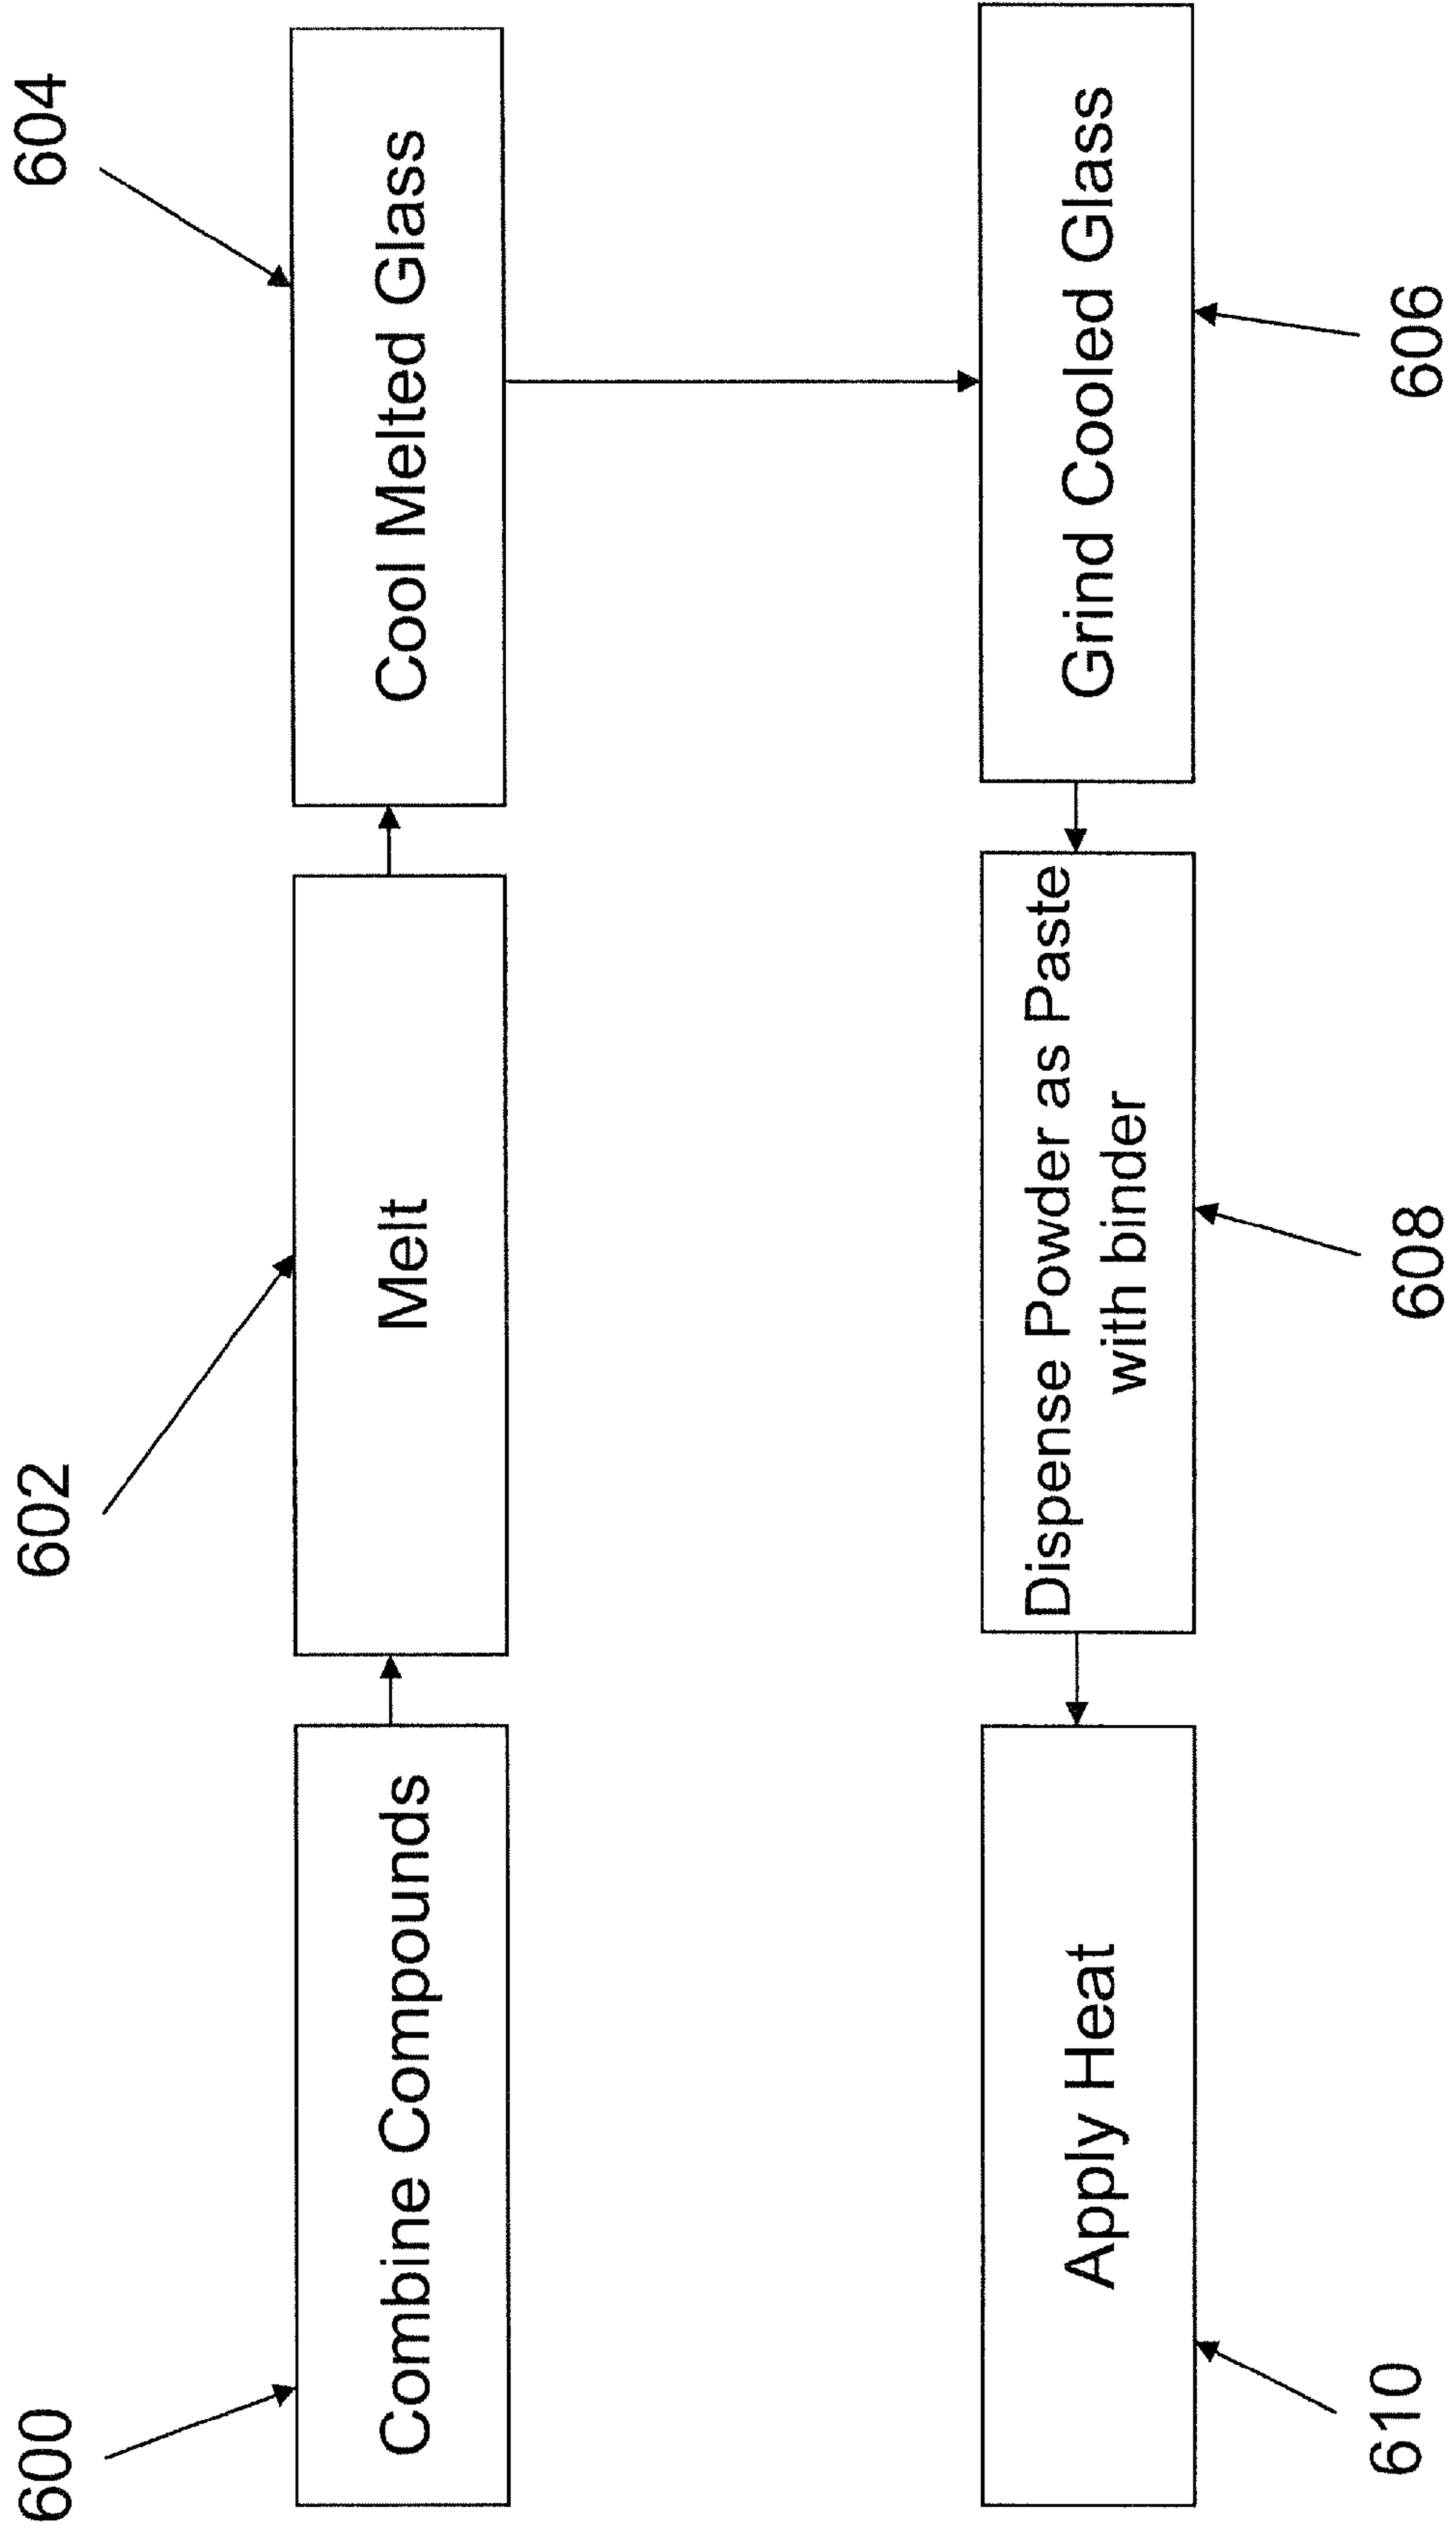 600
602
604
Combine Compounds
Melt
Cool Melted Glass
Apply Heat
Dispense Powder as Paste
with binder
Grind Cooled Glass
610
608
606